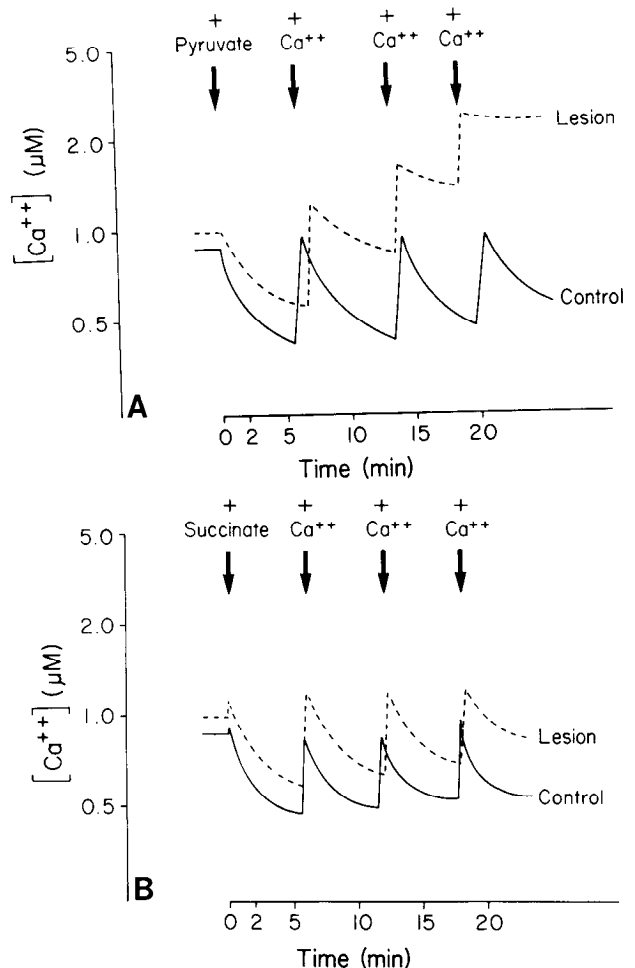 + + + +
Pyruvate Ca++ Ca++ Ca++
5.0
Lesion
2.0
[Ca++] (μM)
1.0
Control
0.5
A
0 2 5 10 15 20
Time (min)
+ + + +
Succinate Ca++ Ca++ Ca++
5.0
2.0
[Ca++] (μM)
1.0
Lesion
Control
0.5
B
0 2 5 10 15 20
Time (min)